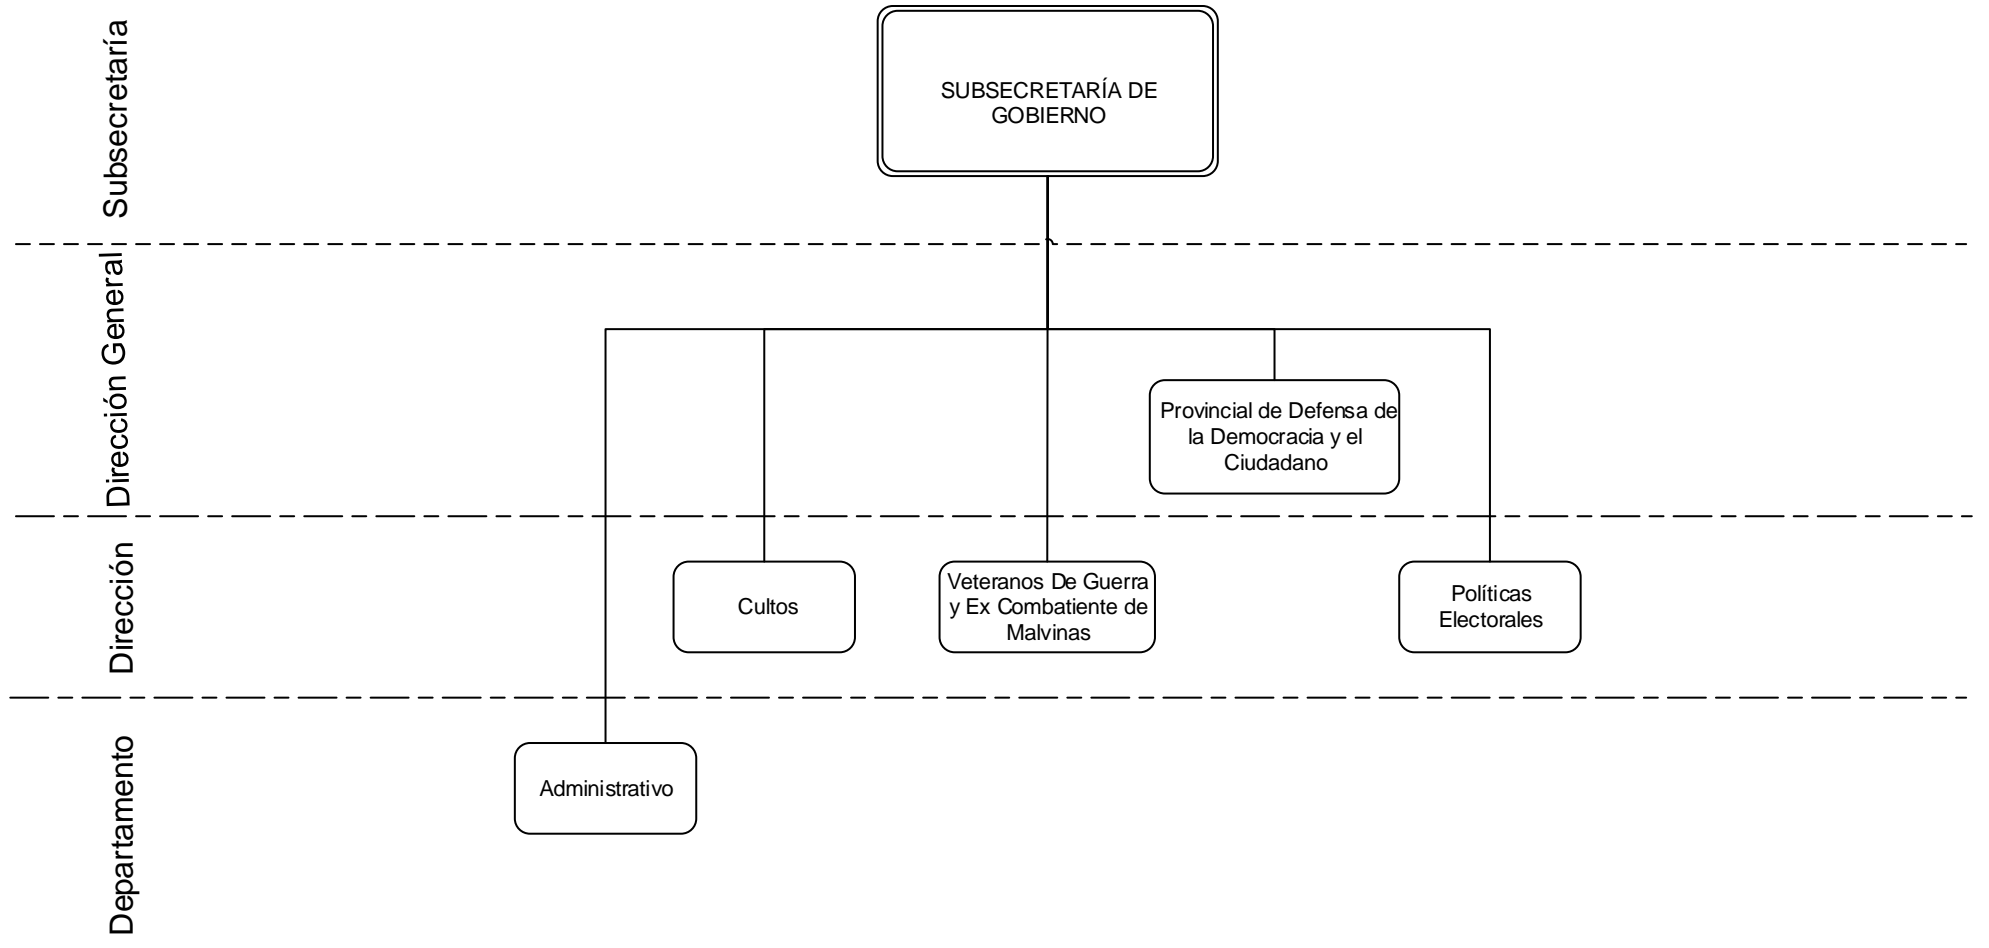 Subsecretaría
SUBSECRETARÍA DE
GOBIERNO
Dirección General
Provincial de Defensa de
la Democracia y el
Ciudadano
Dirección
Cultos
Veteranos De Guerra
y Ex Combatiente de
Malvinas
Políticas
Electorales
Departamento
Administrativo